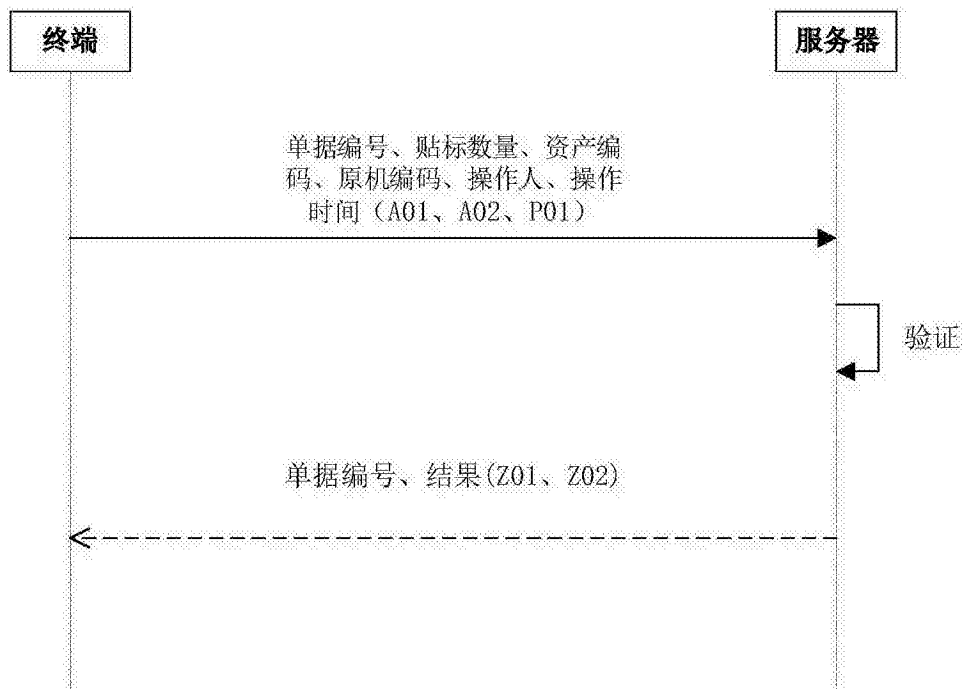 终端
服务器
单据编号、贴标数量、资产编
码、原机编码、操作人、操作
时间（A01、A02、P01）
验证
单据编号、结果(Z01、Z02)